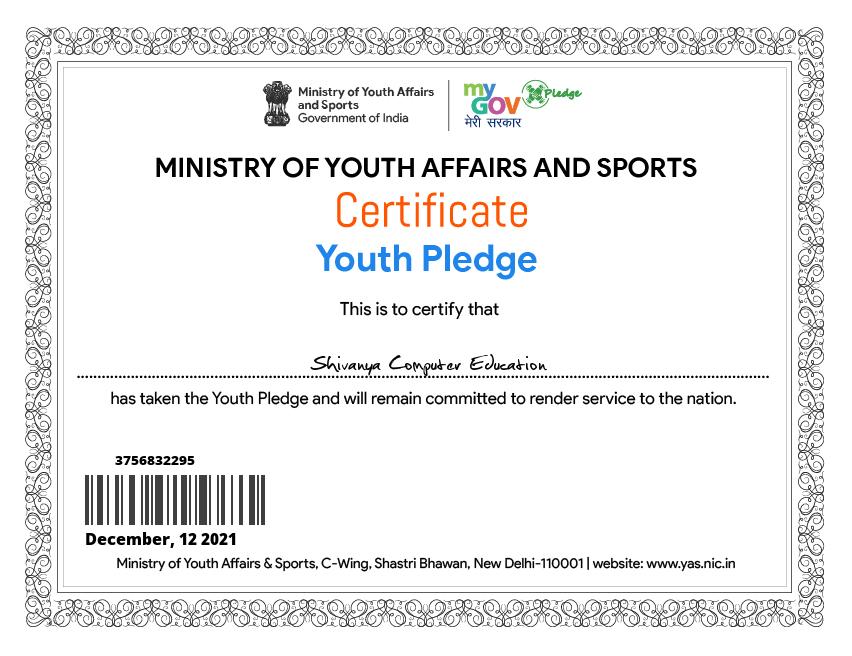 Ministry of Youth Affairs
and Sports
Government of India
my
GOV
मेरी सरकार
Pledge
MINISTRY OF YOUTH AFFAIRS AND SPORTS
Certificate
Youth Pledge
This is to certify that
Shivanya Computer Education
has taken the Youth Pledge and will remain committed to render service to the nation.
3756832295
December, 12 2021
Ministry of Youth Affairs & Sports, C-Wing, Shastri Bhawan, New Delhi-110001 | website: www.yas.nic.in